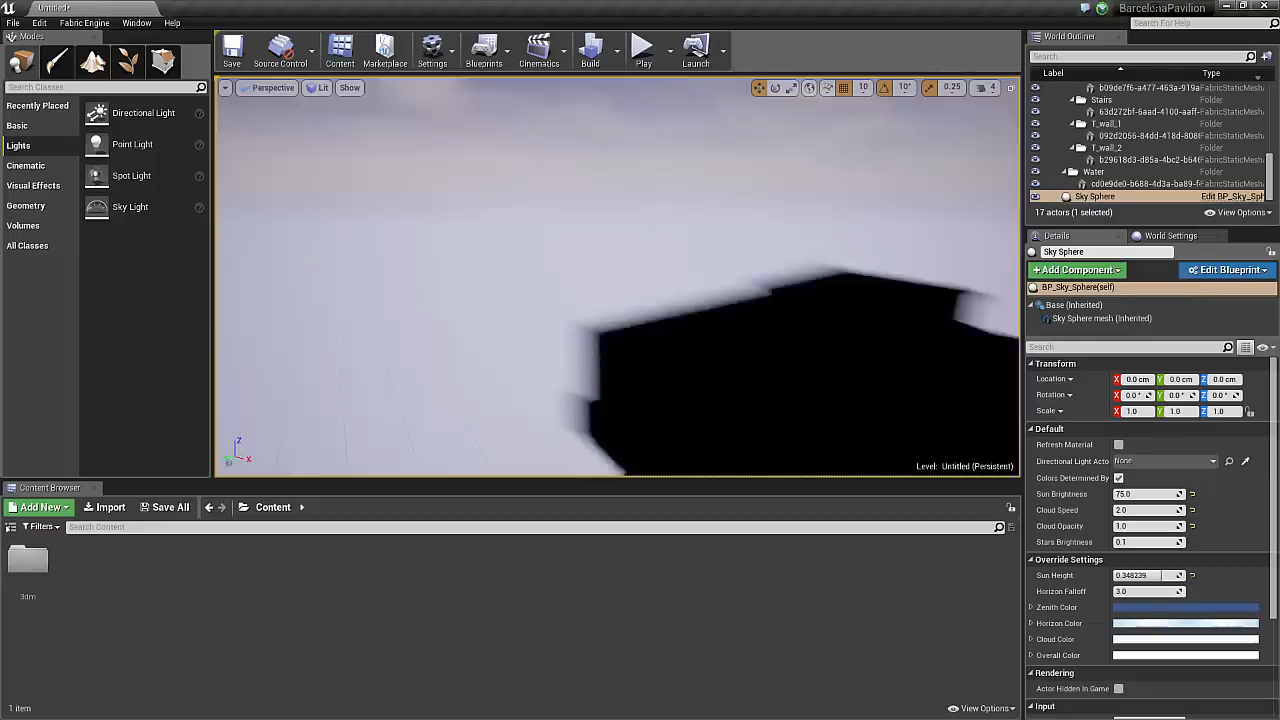 Untitled*
BarcelonaPavilion
File Edit Fabric Engine Window Help
Search For Help
Modes
World Outliner
Search Classes
Save Source Control Content Marketplace Settings Blueprints Cinematics Build Play Launch
Search
Label Type
Recently Placed
Basic
Lights
Cinematic
Visual Effects
Geometry
Volumes
All Classes
Directional Light
Point Light
Spot Light
Sky Light
Perspective Lit Show
10 10° 0.25 4
b09de7f6-a477-463a-919a FabricStaticMesh
Stairs Folder
63d272bf-6aad-4100-aaff- FabricStaticMesh
T_wall_1 Folder
FabricStaticMesh
T_wall_2 Folder
b29618d3-d85a-4bc2-b64 FabricStaticMesh
Water Folder
cd0e9de0-b688-4d3a-ba89-f FabricStaticMesh
Sky Sphere Edit BP_Sky_Sph
17 actors (1 selected) View Options
Z
X
Level: Untitled (Persistent)
Details World Settings
Sky Sphere
+Add Component Edit Blueprint
BP_Sky_Sphere(self)
Base (Inherited)
Sky Sphere mesh (Inherited)
Search
Transform
Location X 0.0 cm Y 0.0 cm Z 0.0 cm
Rotation X 0.0° Y 0.0° Z 0.0°
Scale X 1.0 Y 1.0 Z 1.0
Default
Refresh Material
Directional Light Acto None
Colors Determined By
Sun Brightness 75.0
Cloud Speed 2.0
Cloud Opacity 1.0
Stars Brightness 0.1
Override Settings
Sun Height 0.348239
Horizon Falloff 3.0
Zenith Color
Horizon Color
Cloud Color
Overall Color
Rendering
Actor Hidden In Game
Input
Content Browser
Add New Import Save All Content
Filters Search Content
3dm
1 item View Options